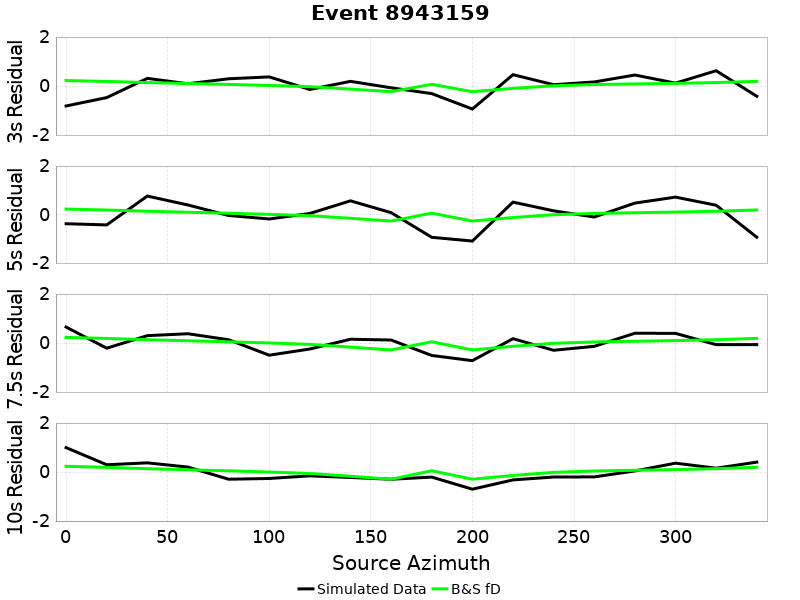 Event 8943159
3s Residual
2
0
-2
5s Residual
2
0
-2
7.5s Residual
2
0
-2
10s Residual
2
0
-2
0 50 100 150 200 250 300
Source Azimuth
Simulated Data B&S fD